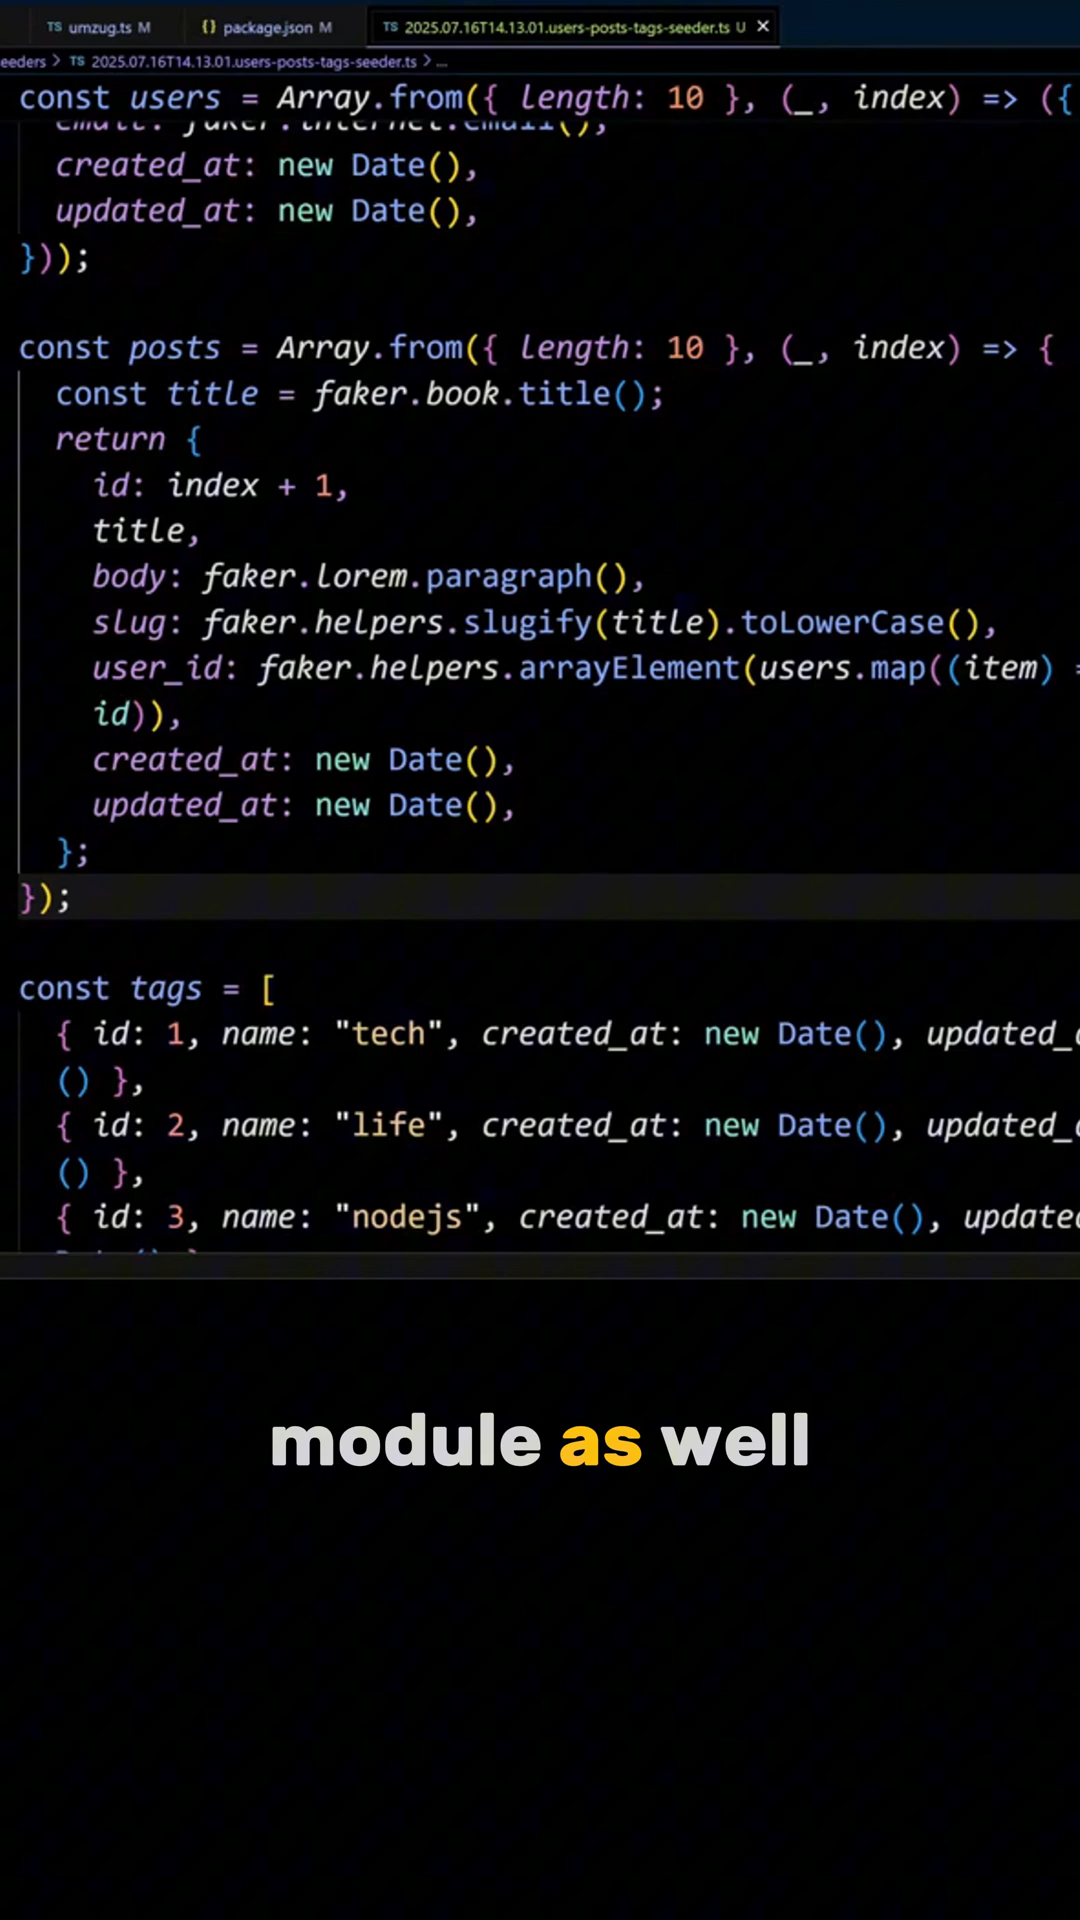 umzug.ts M
package.json M
2025.07.16T14.13.01.users-posts-tags-seeder.ts U
eeders > TS 2025.07.16T14.13.01.users-posts-tags-seeder.ts > ...
const users = Array.from({ length: 10 }, (_, index) => ({
email: faker.internet.email(),
created_at: new Date(),
updated_at: new Date(),
}));
const posts = Array.from({ length: 10 }, (_, index) => {
const title = faker.book.title();
return {
id: index + 1,
title,
body: faker.lorem.paragraph(),
slug: faker.helpers.slugify(title).toLowerCase(),
user_id: faker.helpers.arrayElement(users.map((item) =
id)),
created_at: new Date(),
updated_at: new Date(),
};
});
const tags = [
{ id: 1, name: "tech", created_at: new Date(), updated_
() },
{ id: 2, name: "life", created_at: new Date(), updated_
() },
{ id: 3, name: "nodejs", created_at: new Date(), update
module as well